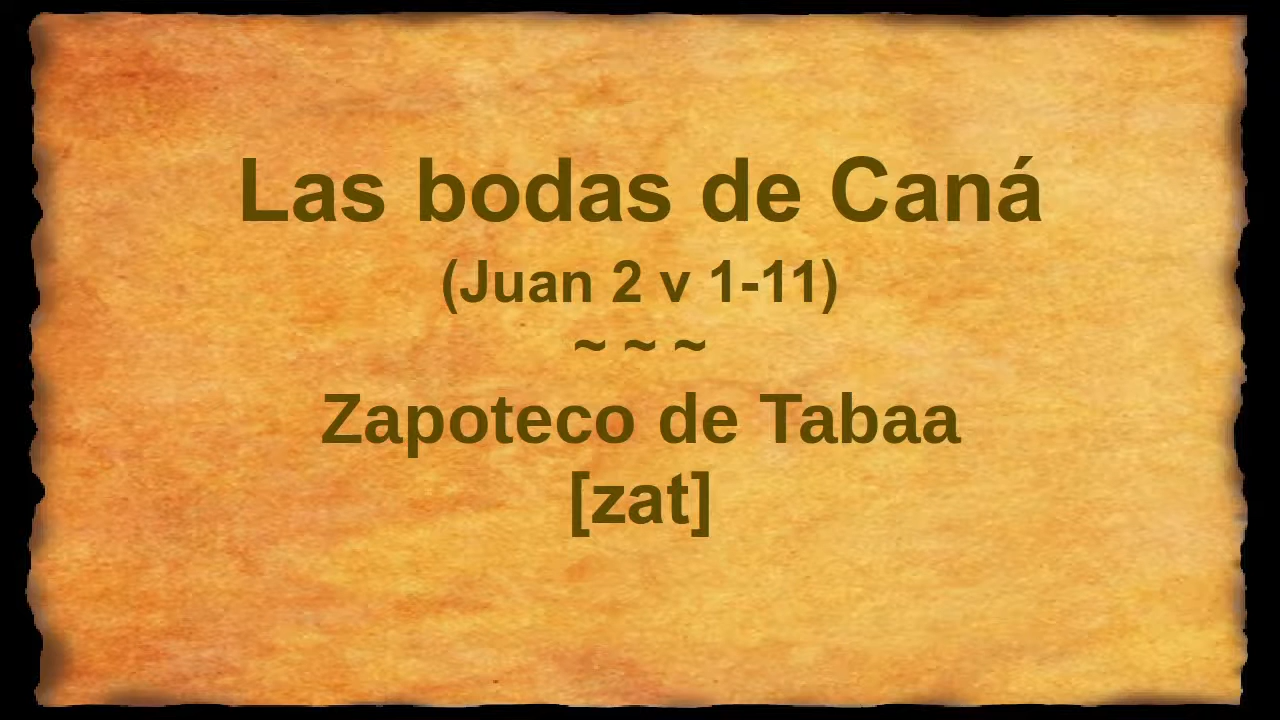 Las bodas de Caná
(Juan 2 v 1-11)
~ ~ ~
Zapoteco de Tabaa
[zat]